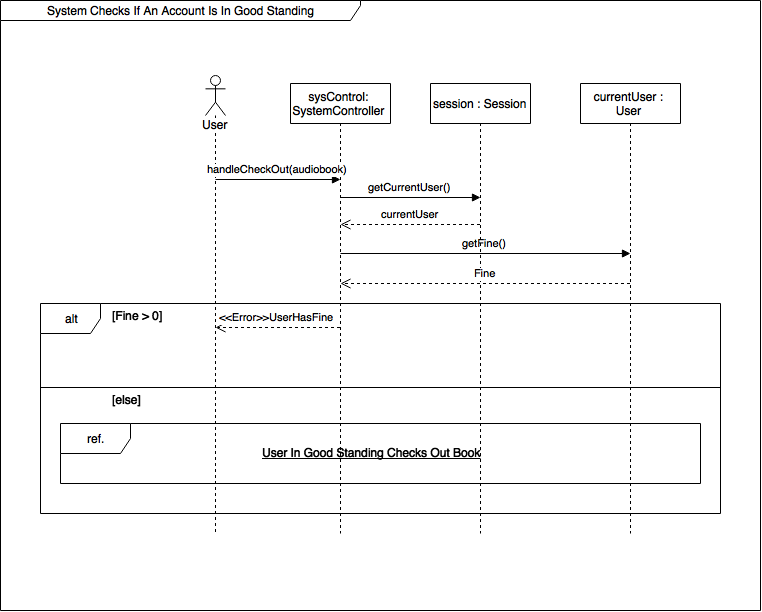 System Checks If An Account Is In Good Standing
User
sysControl:
SystemController
session : Session
currentUser :
User
handleCheckOut(audiobook)
getCurrentUser()
currentUser
getFine()
Fine
alt
[Fine > 0]
<<Error>>UserHasFine
[else]
ref.
User In Good Standing Checks Out Book